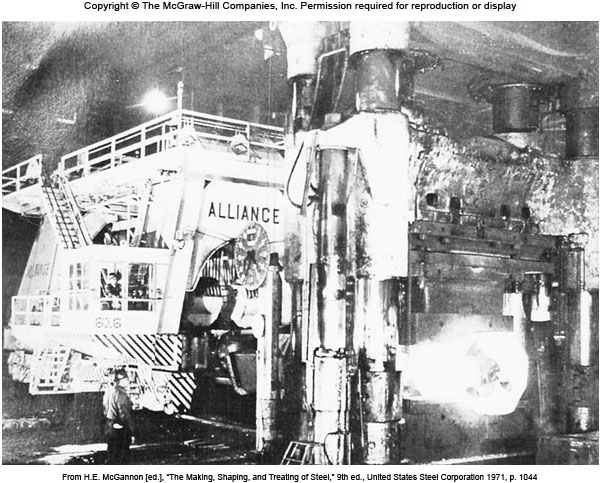 Copyright © The McGraw-Hill Companies, Inc. Permission required for reproduction or display
ALLIANCE
ALLIANCE
From H.E. McGannon [ed.], "The Making, Shaping, and Treating of Steel," 9th ed., United States Steel Corporation 1971, p. 1044